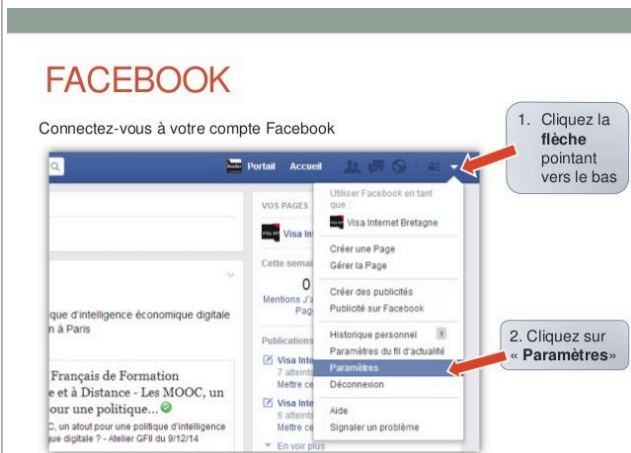 FACEBOOK
Connectez-vous à votre compte Facebook
1. Cliquez la
flèche
pointant
vers le bas
Portail Accueil
VOS PAGES
Visa In
Cette semai
0
Mentions J'a
Pag
Publications
Visa Inte
7 atteints
Mettre ce
Visa Inte
6 atteints
Mettre ce
En voir plus
Utiliser Facebook en tant
que :
Visa Internet Bretagne
Créer une Page
Gérer la Page
Créer des publicités
Publicité sur Facebook
Historique personnel 1
Paramètres du fil d'actualité
Paramètres
Déconnexion
Aide
Signaler un problème
2. Cliquez sur
« Paramètres»
que d'intelligence économique digitale
n à Paris
Français de Formation
e et à Distance - Les MOOC, un
our une politique...
C, un atout pour une politique d'intelligence
que digitale ? - Atelier GFII du 9/12/14